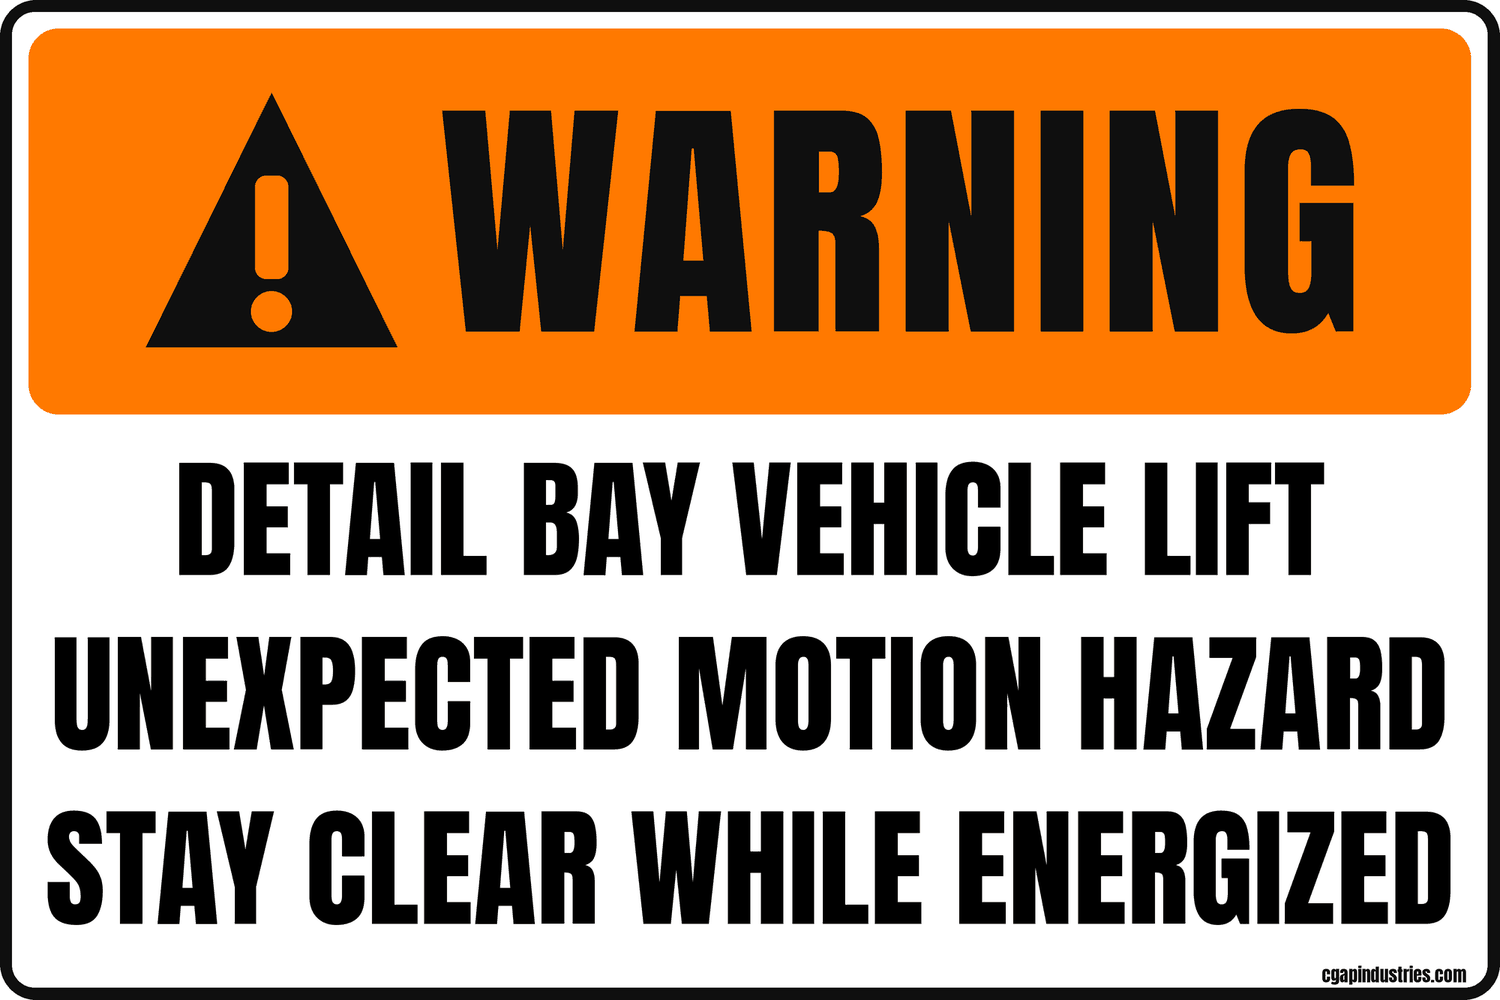 WARNING
DETAIL BAY VEHICLE LIFT
UNEXPECTED MOTION HAZARD
STAY CLEAR WHILE ENERGIZED
cgapindustries.com